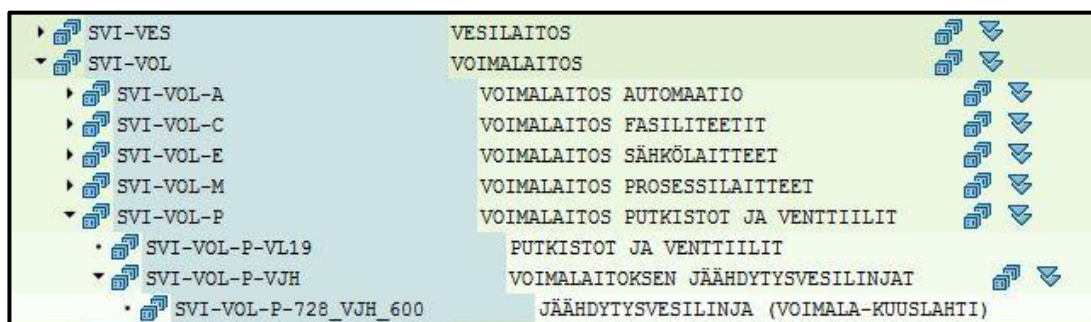 SVI-VES VESILAITOS
SVI-VOL VOIMALAITOS
SVI-VOL-A VOIMALAITOS AUTOMAATIO
SVI-VOL-C VOIMALAITOS FASILITEETIT
SVI-VOL-E VOIMALAITOS SÄHKÖLAITTEET
SVI-VOL-M VOIMALAITOS PROSESSILAITTEET
SVI-VOL-P VOIMALAITOS PUTKISTOT JA VENTTIILIT
SVI-VOL-P-VL19 PUTKISTOT JA VENTTIILIT
SVI-VOL-P-VJH VOIMALAITOKSEN JÄÄHDYTYSVESILINJAT
SVI-VOL-P-728_VJH_600 JÄÄHDYTYSVESILINJA (VOIMALA-KUUSLAHTI)